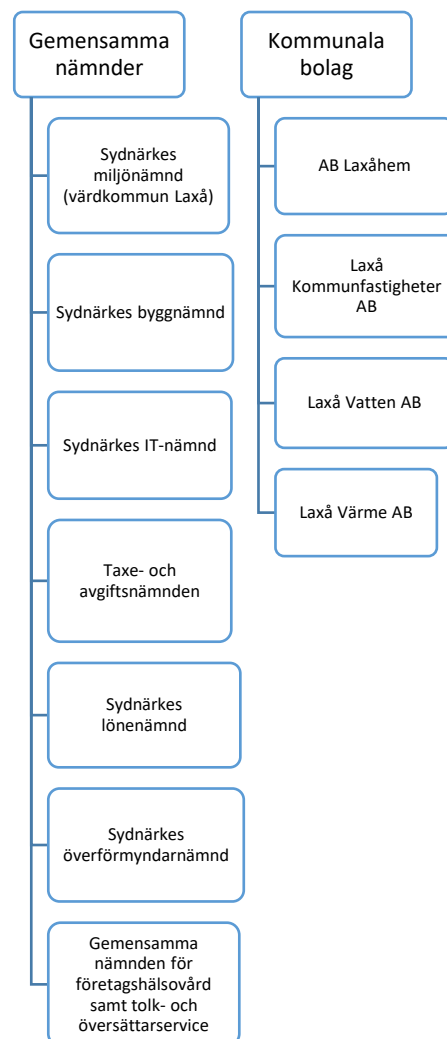 Gemensamma
nämnder
Sydnärkes
miljönämnd
(värdkommun Laxå)
Sydnärkes byggnämnd
Sydnärkes IT-nämnd
Taxe- och
avgiftsnämnden
Sydnärkes
lönenämnd
Sydnärkes
överförmyndarnämnd
Gemensamma
nämnden för
företagshälsovård
samt tolk- och
översättarservice
Kommunala
bolag
AB Laxåhem
Laxå
Kommunfastigheter
AB
Laxå Vatten AB
Laxå Värme AB